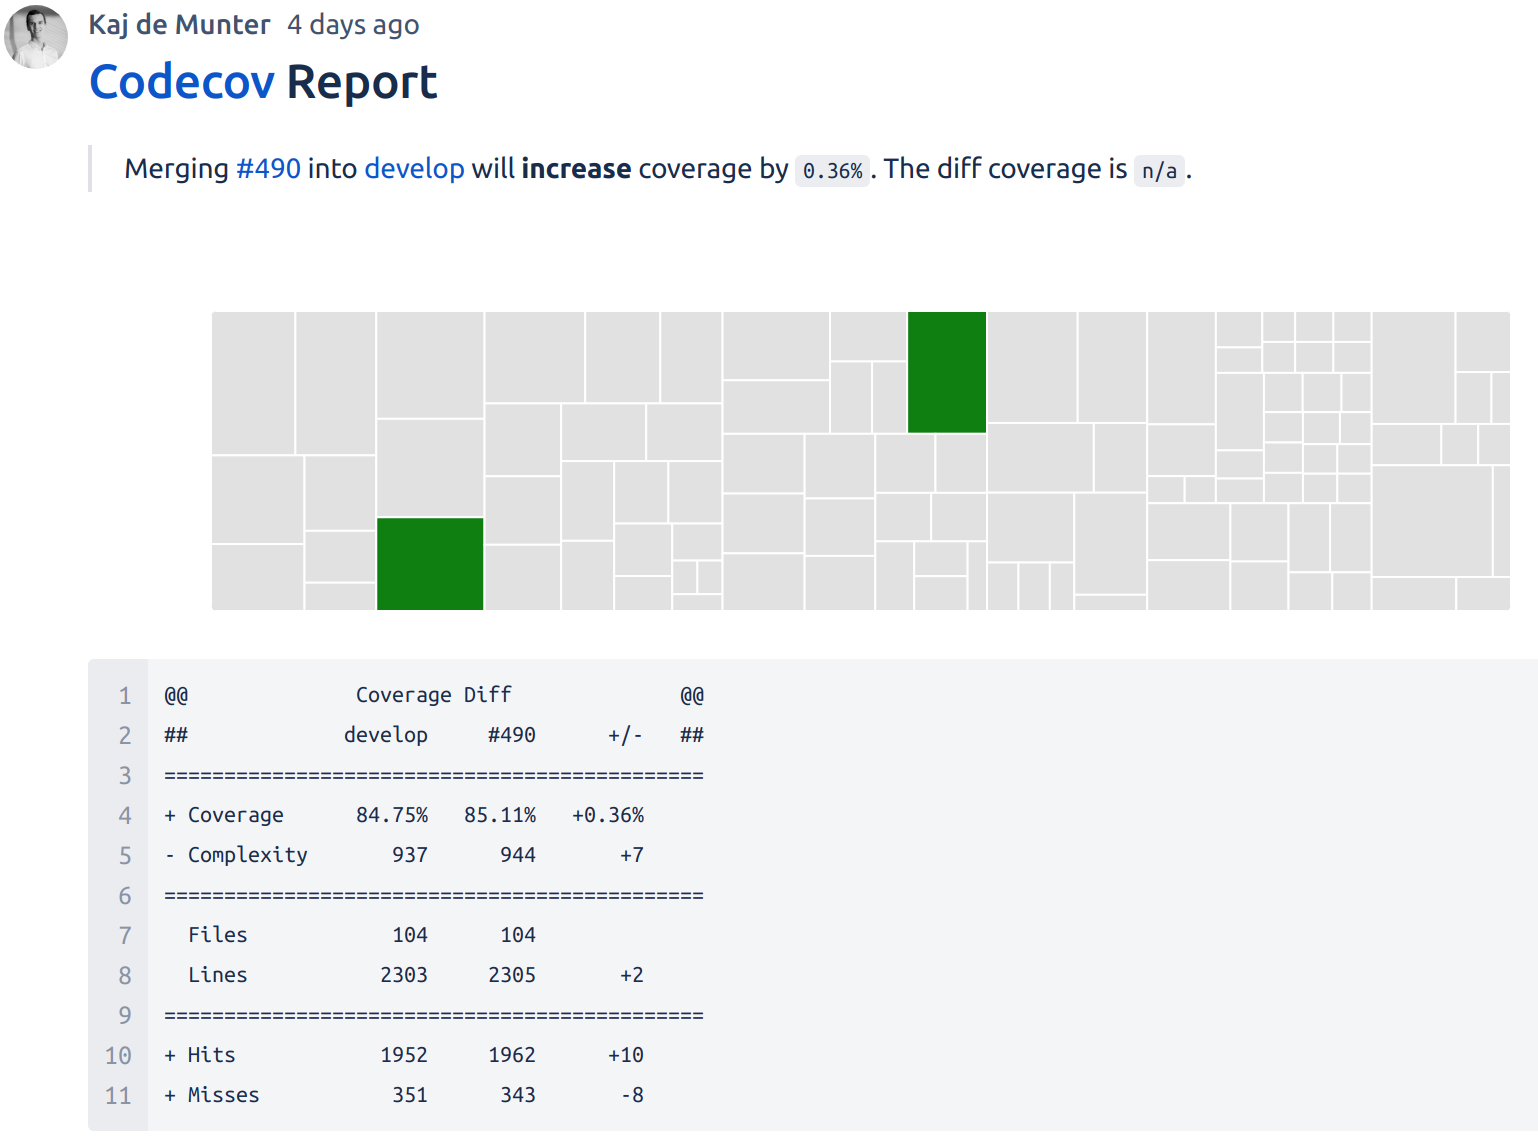 Kaj de Munter 4 days ago
Codecov Report
Merging #490 into develop will increase coverage by 0.36%. The diff coverage is n/a.
1 @@ Coverage Diff @@
2 ## develop #490 +/- ##
3 =============================================
4 + Coverage 84.75% 85.11% +0.36%
5 - Complexity 937 944 +7
6 =============================================
7 Files 104 104
8 Lines 2303 2305 +2
9 =============================================
10 + Hits 1952 1962 +10
11 + Misses 351 343 -8